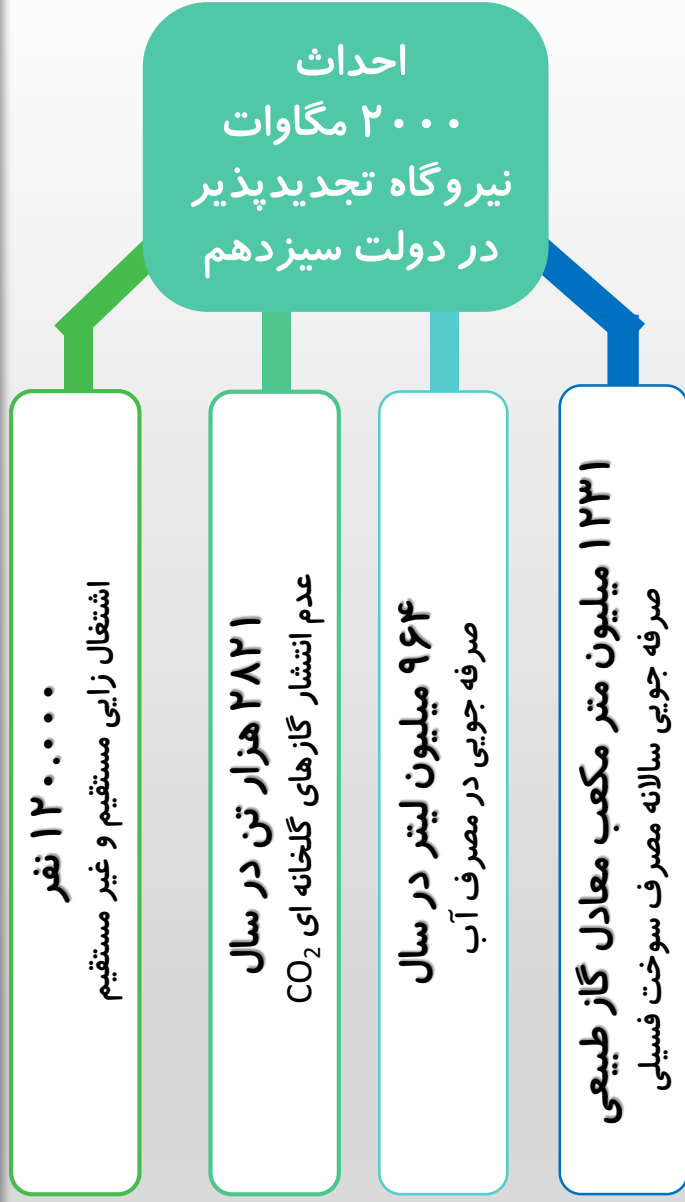 احداث
۲۰۰۰ مگاوات
نیروگاه تجدیدپذیر
در دولت سیزدهم
۱۲۳۱ میلیون متر مکعب معادل گاز طبیعی
صرفه جویی سالانه مصرف سوخت فسیلی
۹۶۴ میلیون لیتر در سال
صرفه جویی در مصرف آب
۲۸۲۱ هزار تن در سال
عدم انتشار گازهای گلخانه ای CO₂
۱۲۰.۰۰۰ نفر
اشتغال زایی مستقیم و غیر مستقیم